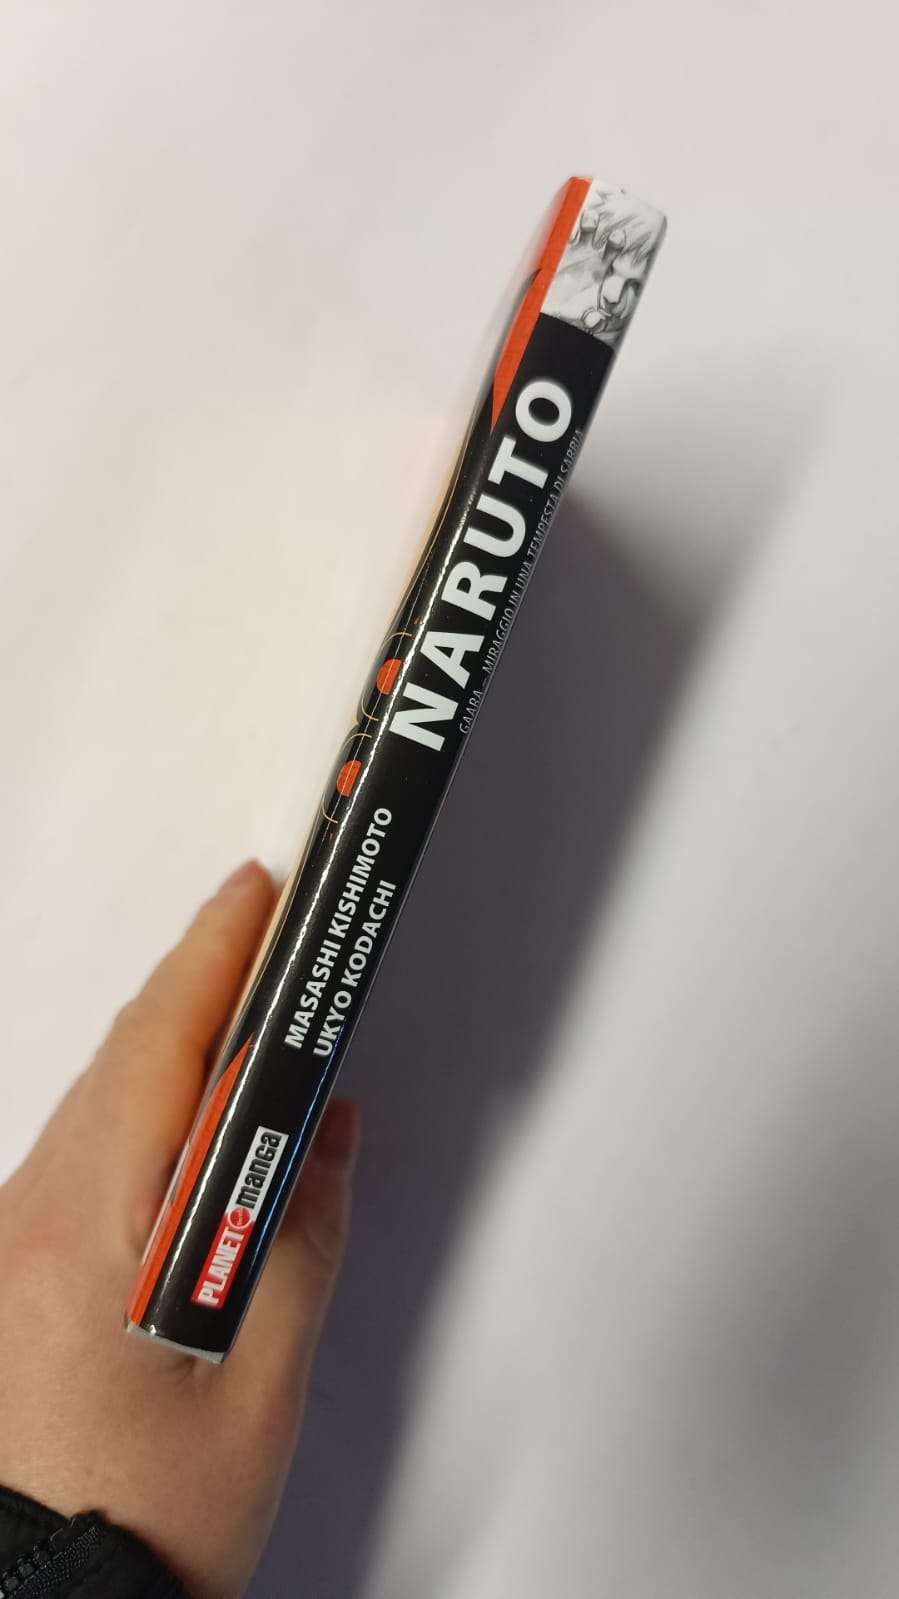 NARUTO
GAARA – MIRAGGIO IN UNA TEMPESTA DI SABBIA
MASASHI KISHIMOTO
UKYO KODACHI
PLANET manga